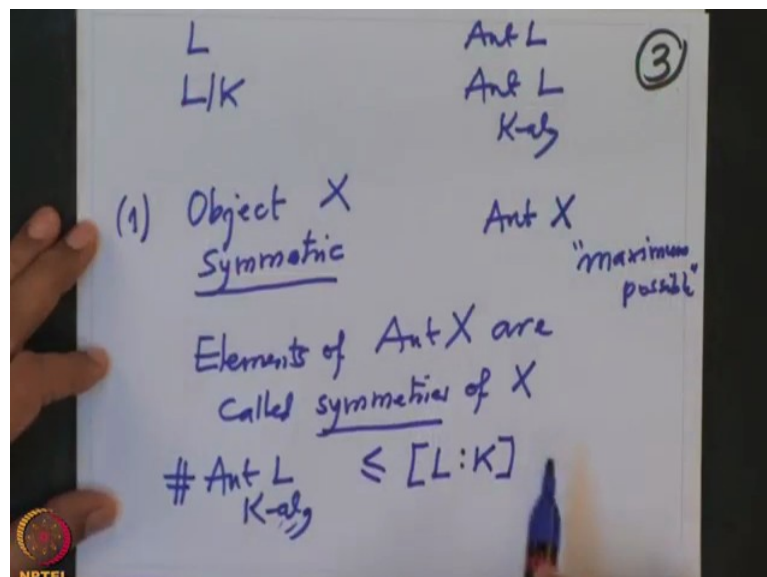 L Aut L
L/K Aut L
K-alg
③
(1) Object X Aut X
Symmetric "maximum
possible"
Elements of Aut X are
called symmetries of X
# Aut L ≤ [L:K]
K-alg
NPTEL